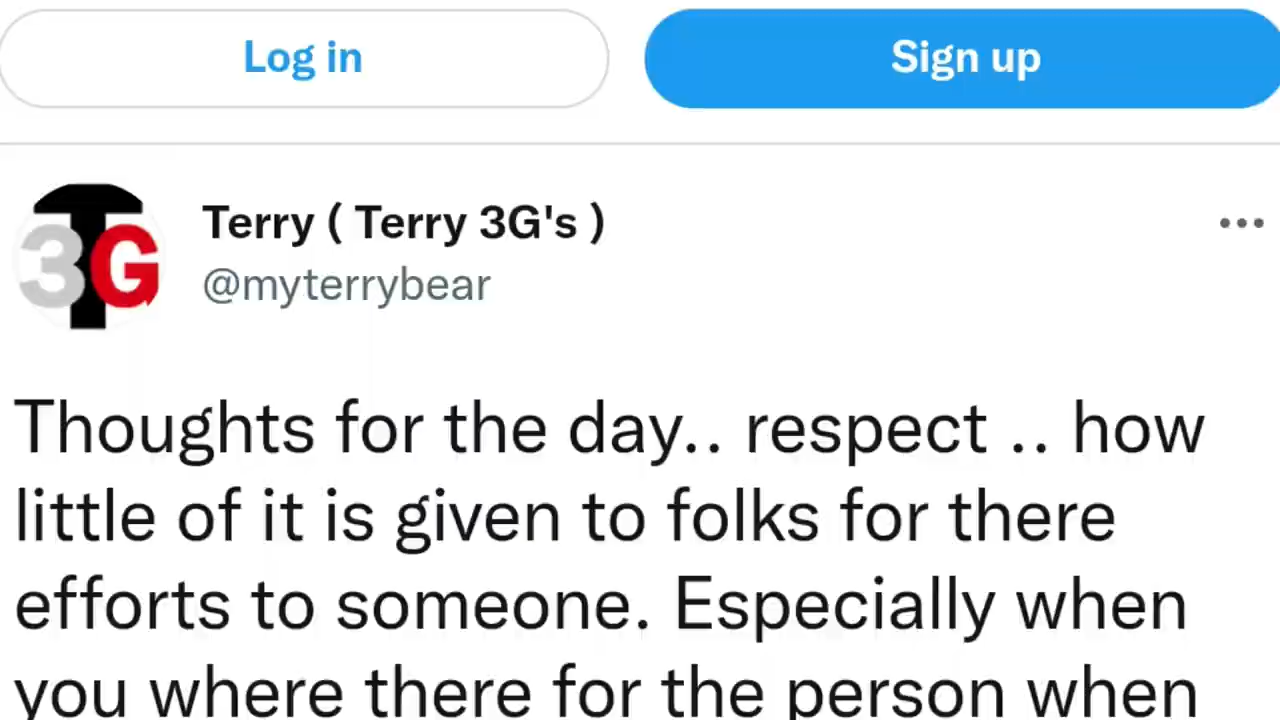 Log in
Sign up
Terry ( Terry 3G's )
@myterrybear
3TG
Thoughts for the day.. respect .. how
little of it is given to folks for there
efforts to someone. Especially when
you where there for the person when